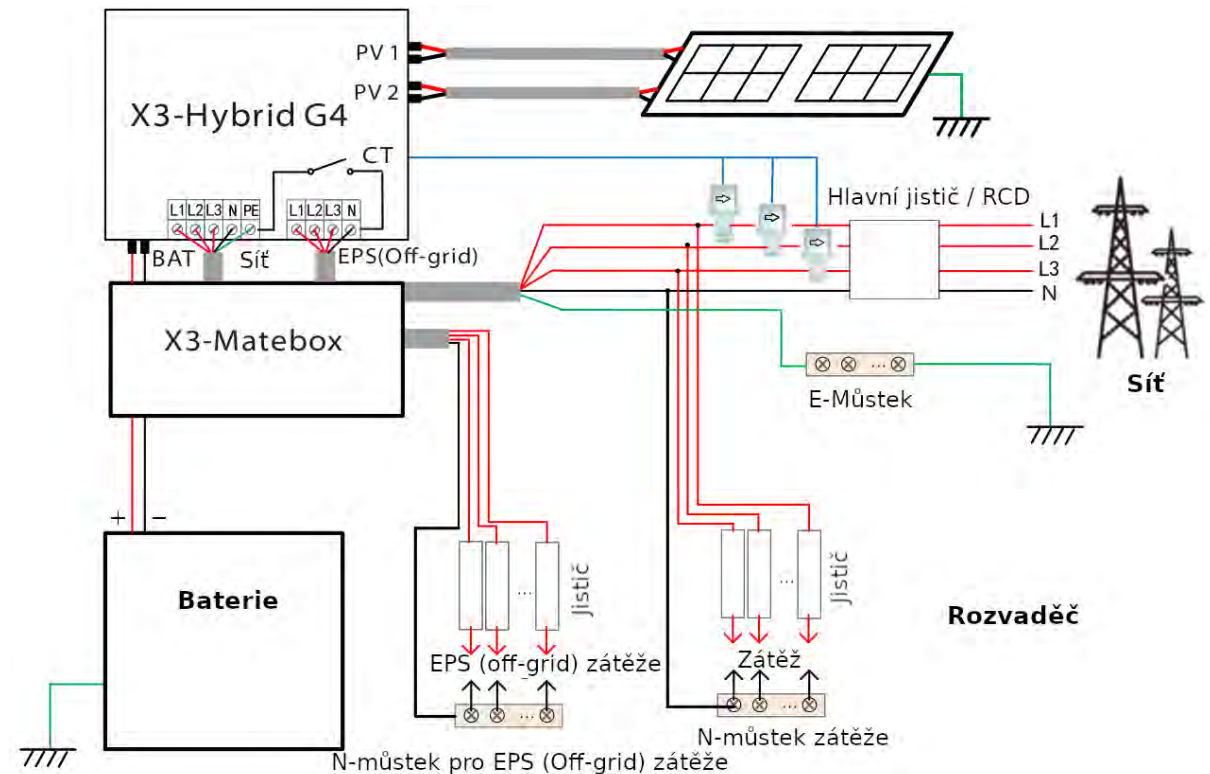 PV 1
PV 2
X3-Hybrid G4
CT
L1 L2 L3 N PE
L1 L2 L3 N
BAT
Síť
EPS(Off-grid)
Hlavní jistič / RCD
L1
L2
L3
N
X3-Matebox
Síť
E-Můstek
+ −
Baterie
...
Jistič
...
Jistič
Rozvaděč
EPS (off-grid) zátěže
Zátěž
N-můstek zátěže
N-můstek pro EPS (Off-grid) zátěže